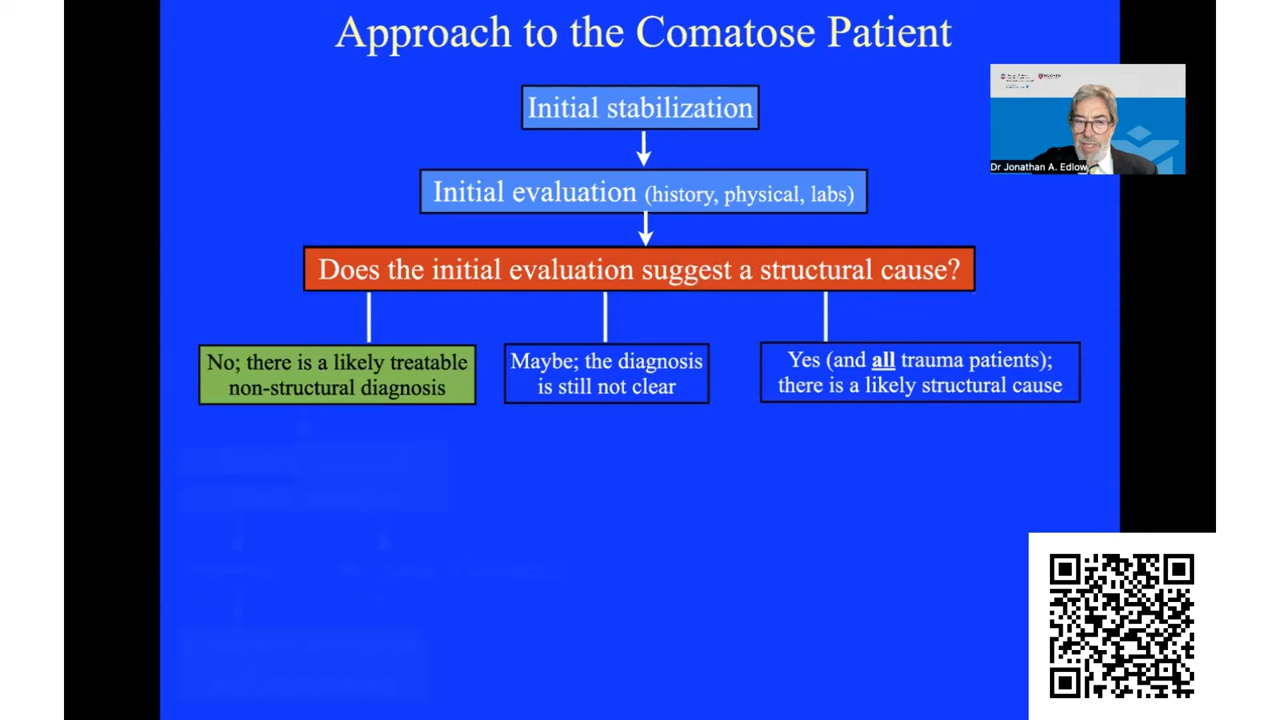 Approach to the Comatose Patient
Initial stabilization
Dr Jonathan A. Edlow
Initial evaluation (history, physical, labs)
Does the initial evaluation suggest a structural cause?
No; there is a likely treatable
non-structural diagnosis
Maybe; the diagnosis
is still not clear
Yes (and all trauma patients);
there is a likely structural cause